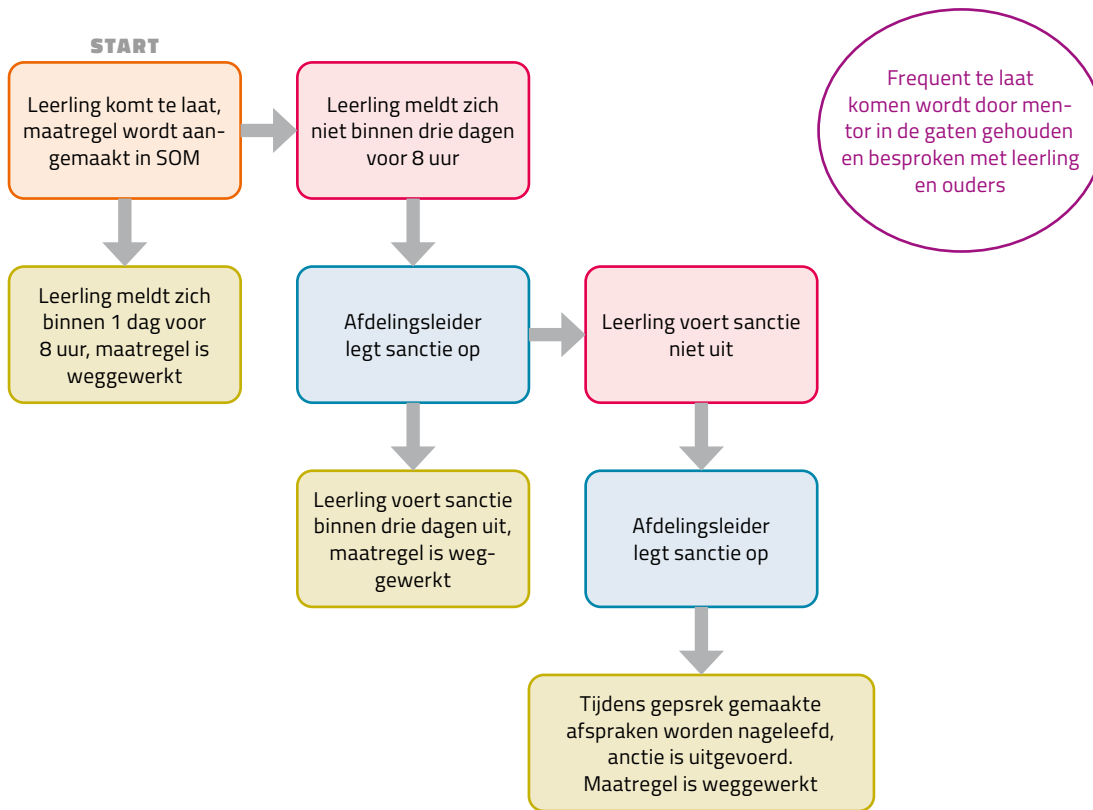 START
Leerling komt te laat,
maatregel wordt aan-
gemaakt in SOM
Leerling meldt zich
niet binnen drie dagen
voor 8 uur
Frequent te laat
komen wordt door men-
tor in de gaten gehouden
en besproken met leerling
en ouders
Leerling meldt zich
binnen 1 dag voor
8 uur, maatregel is
weggewerkt
Afdelingsleider
legt sanctie op
Leerling voert sanctie
niet uit
Leerling voert sanctie
binnen drie dagen uit,
maatregel is weg-
gewerkt
Afdelingsleider
legt sanctie op
Tijdens gepsrek gemaakte
afspraken worden nageleefd,
anctie is uitgevoerd.
Maatregel is weggewerkt